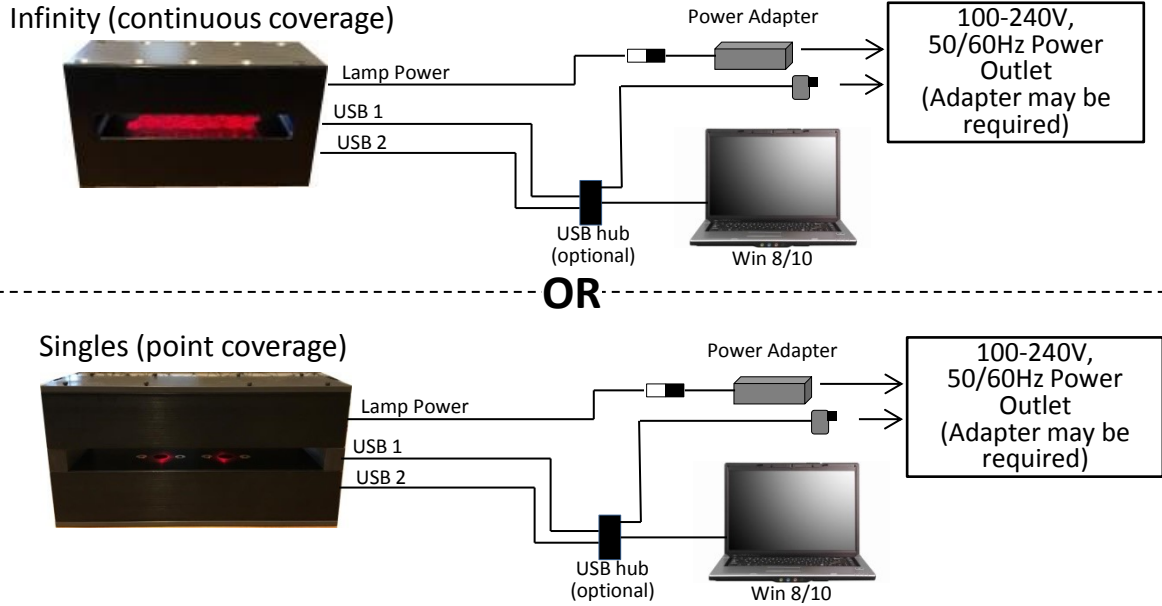 Infinity (continuous coverage)
Power Adapter
100-240V,
50/60Hz Power
Outlet
(Adapter may be
required)
Lamp Power
USB 1
USB 2
USB hub
(optional)
Win 8/10
OR
Singles (point coverage)
Power Adapter
100-240V,
50/60Hz Power
Outlet
(Adapter may be
required)
Lamp Power
USB 1
USB 2
USB hub
(optional)
Win 8/10